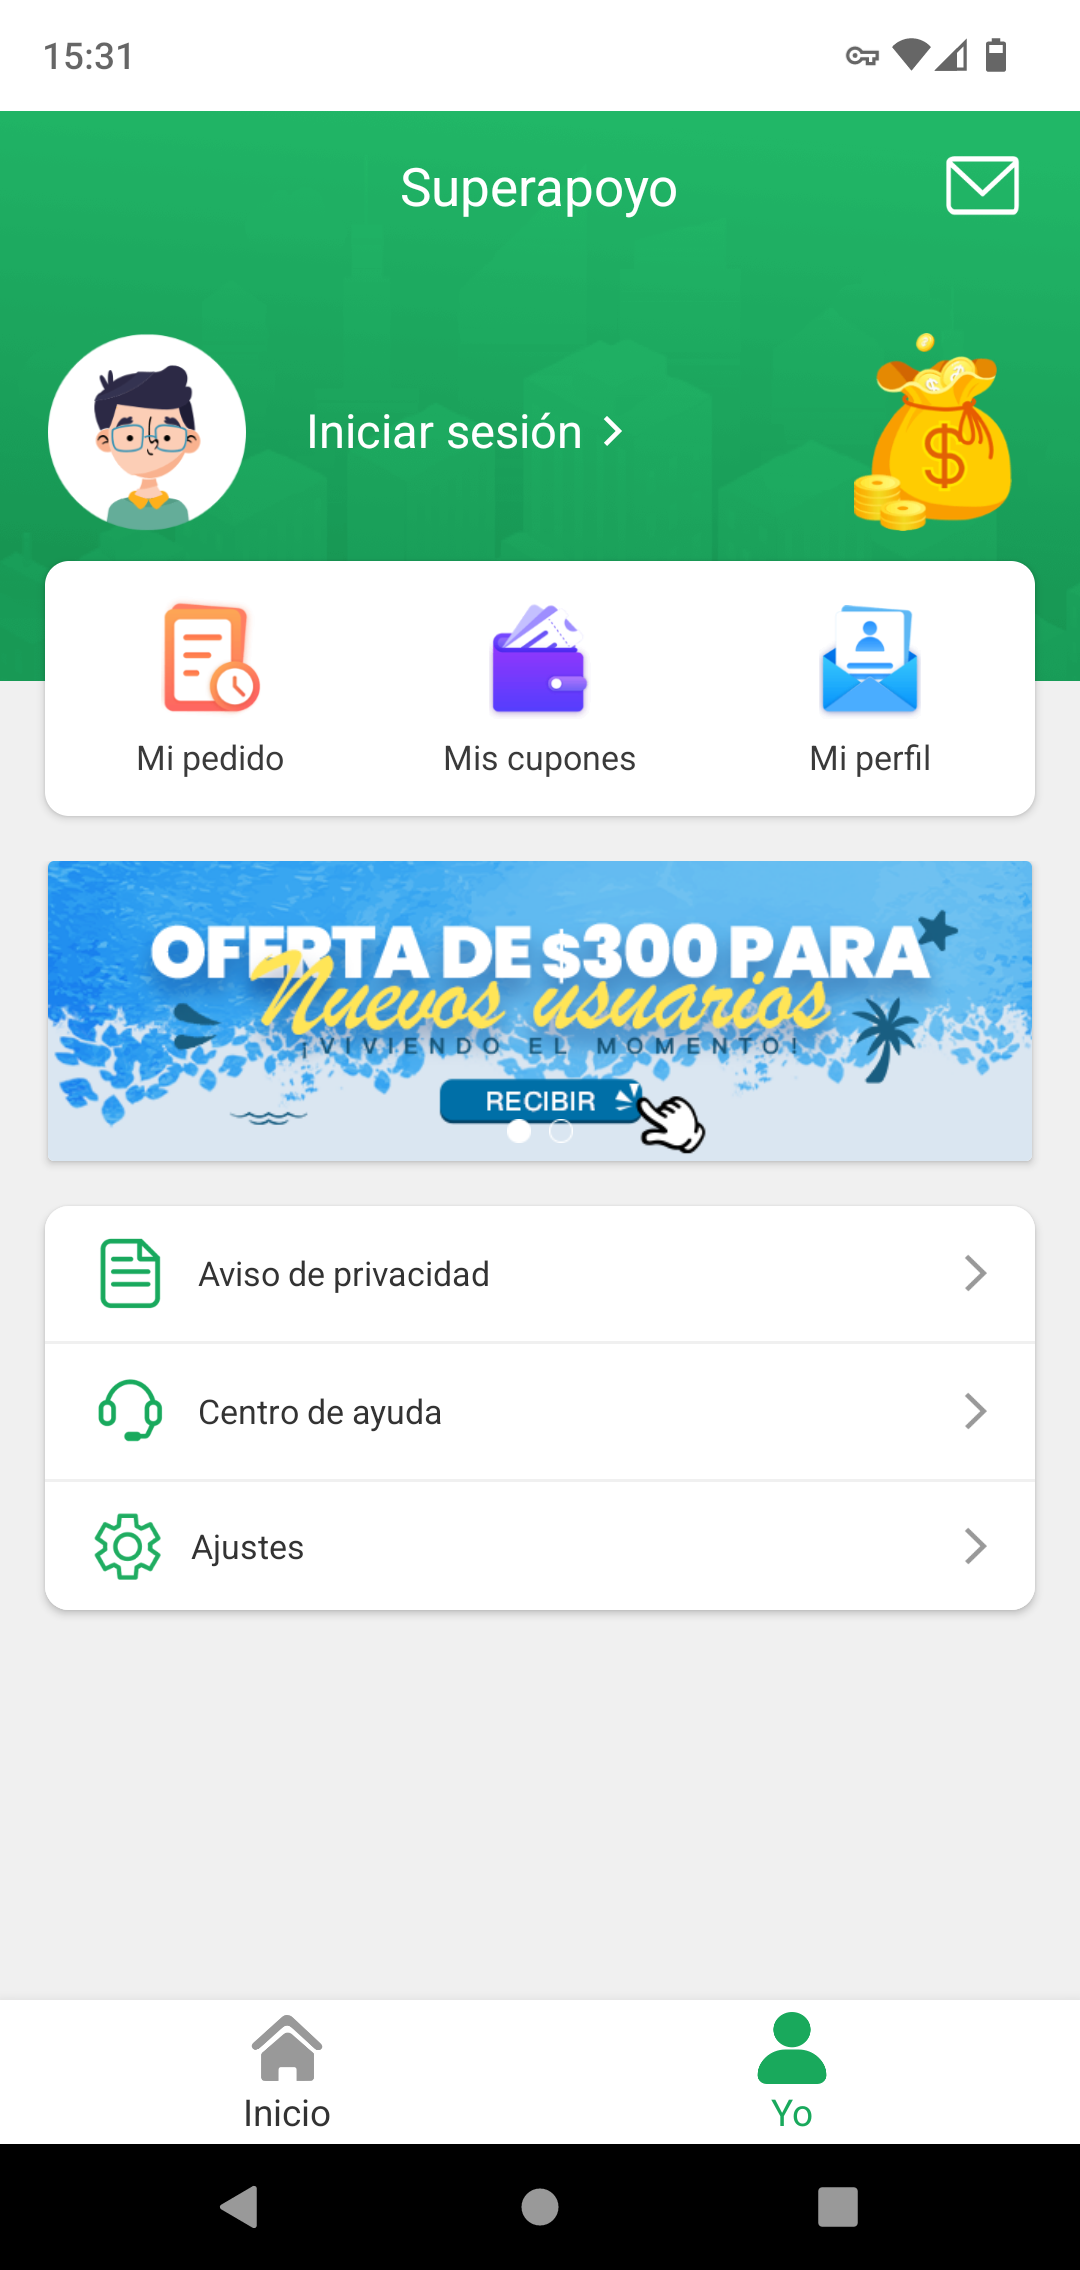 15:31
Superapoyo
Iniciar sesión
$
Mi pedido
Mis cupones
Mi perfil
OFERTA DE $300 PARA
Nuevos usuarios
¡VIVIENDO EL MOMENTO!
RECIBIR
Aviso de privacidad
Centro de ayuda
Ajustes
Inicio
Yo